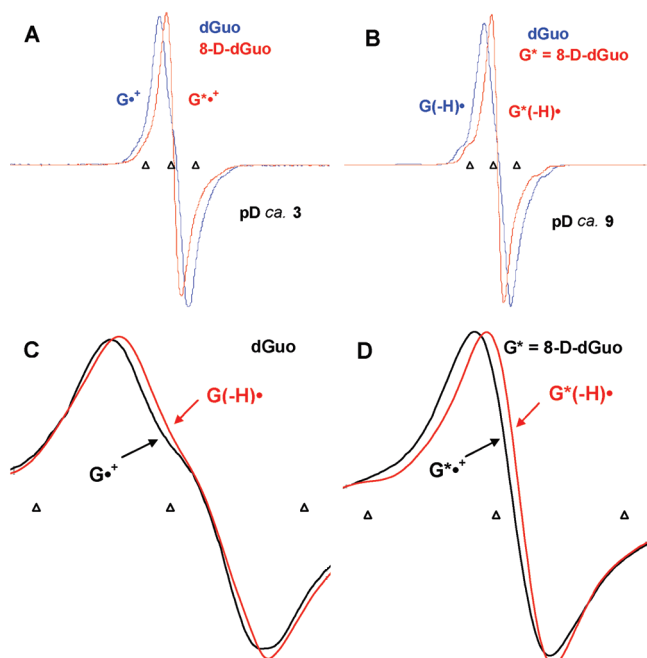 A
dGuo
8-D-dGuo
G•⁺
G*•⁺
pD ca. 3
B
dGuo
G* = 8-D-dGuo
G(-H)•
G*(-H)•
pD ca. 9
C
dGuo
G(-H)•
G•⁺
D
G* = 8-D-dGuo
G*(-H)•
G*•⁺